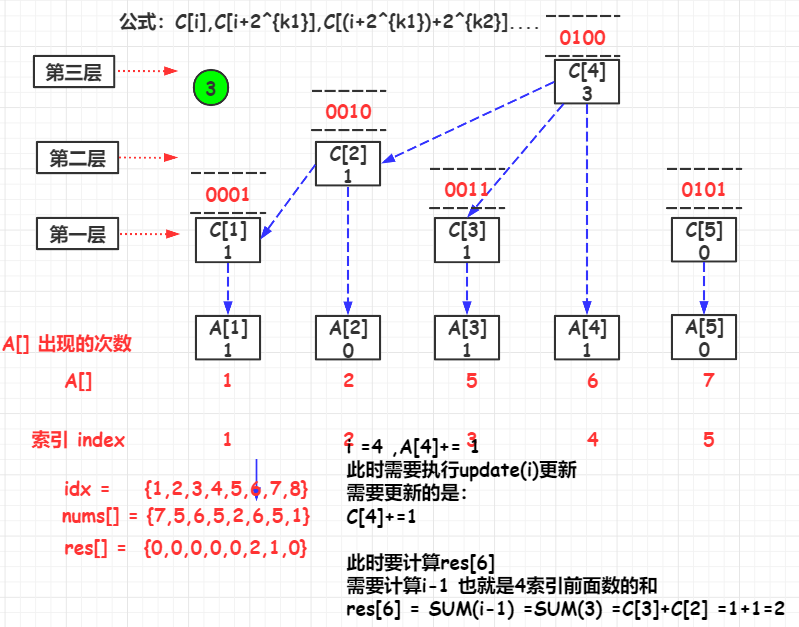 公式：C[i],C[i+2^{k1}],C[(i+2^{k1})+2^{k2}]....
0100
第三层
3
C[4]
3
0010
第二层
C[2]
1
0001
0011
0101
第一层
C[1]
1
C[3]
1
C[5]
0
A[] 出现的次数
A[1]
1
A[2]
0
A[3]
1
A[4]
1
A[5]
0
A[] 1 2 5 6 7
索引 index 1 2 3 4 5
i =4 ,A[4]+= 1
此时需要执行update(i)更新
idx = {1,2,3,4,5,6,7,8}
需要更新的是：
nums[] = {7,5,6,5,2,6,5,1}
C[4]+=1
res[] = {0,0,0,0,0,2,1,0}
此时要计算res[6]
需要计算i-1 也就是4索引前面数的和
res[6] = SUM(i-1) =SUM(3) =C[3]+C[2] =1+1=2